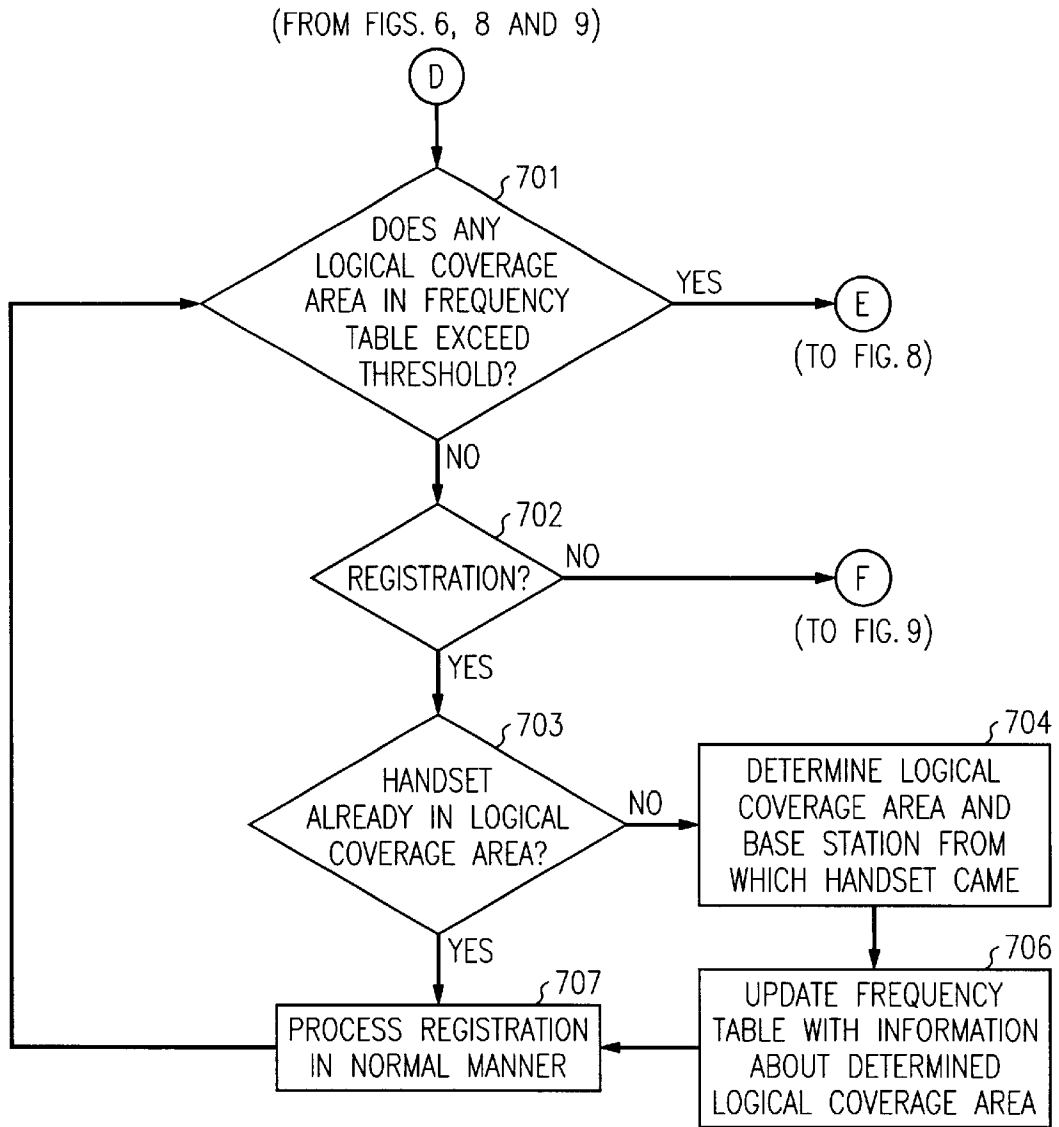 (FROM FIGS. 6, 8 AND 9)
D
701
DOES ANY
LOGICAL COVERAGE
AREA IN FREQUENCY
TABLE EXCEED
THRESHOLD?
YES
E
(TO FIG. 8)
NO
702
REGISTRATION?
NO
F
(TO FIG. 9)
YES
703
HANDSET
ALREADY IN LOGICAL
COVERAGE AREA?
NO
704
DETERMINE LOGICAL
COVERAGE AREA AND
BASE STATION FROM
WHICH HANDSET CAME
YES
706
UPDATE FREQUENCY
TABLE WITH INFORMATION
ABOUT DETERMINED
LOGICAL COVERAGE AREA
707
PROCESS REGISTRATION
IN NORMAL MANNER